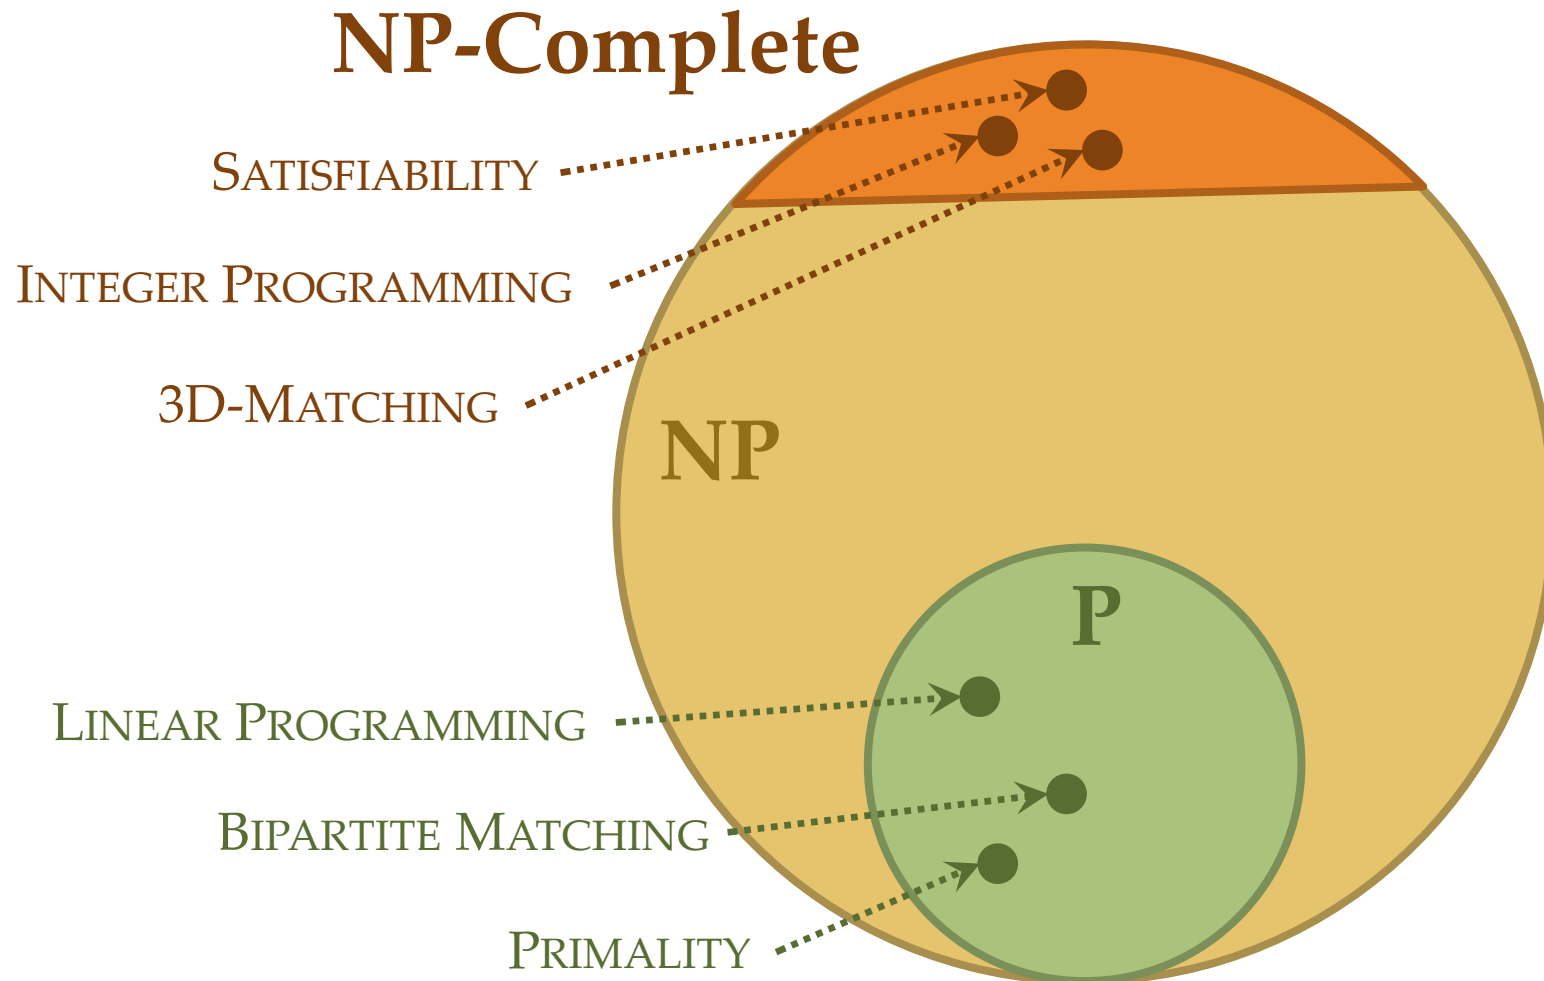 NP-Complete
SATISFIABILITY
INTEGER PROGRAMMING
3D-MATCHING
NP
P
LINEAR PROGRAMMING
BIPARTITE MATCHING
PRIMALITY